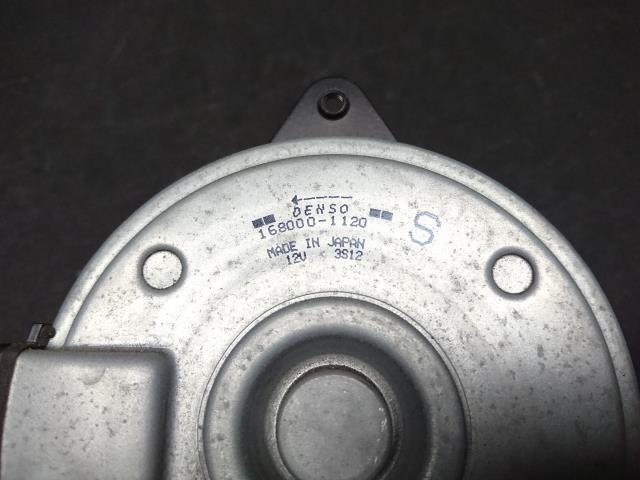 DENSO
168000-1120
S
MADE IN JAPAN
12V 3S12